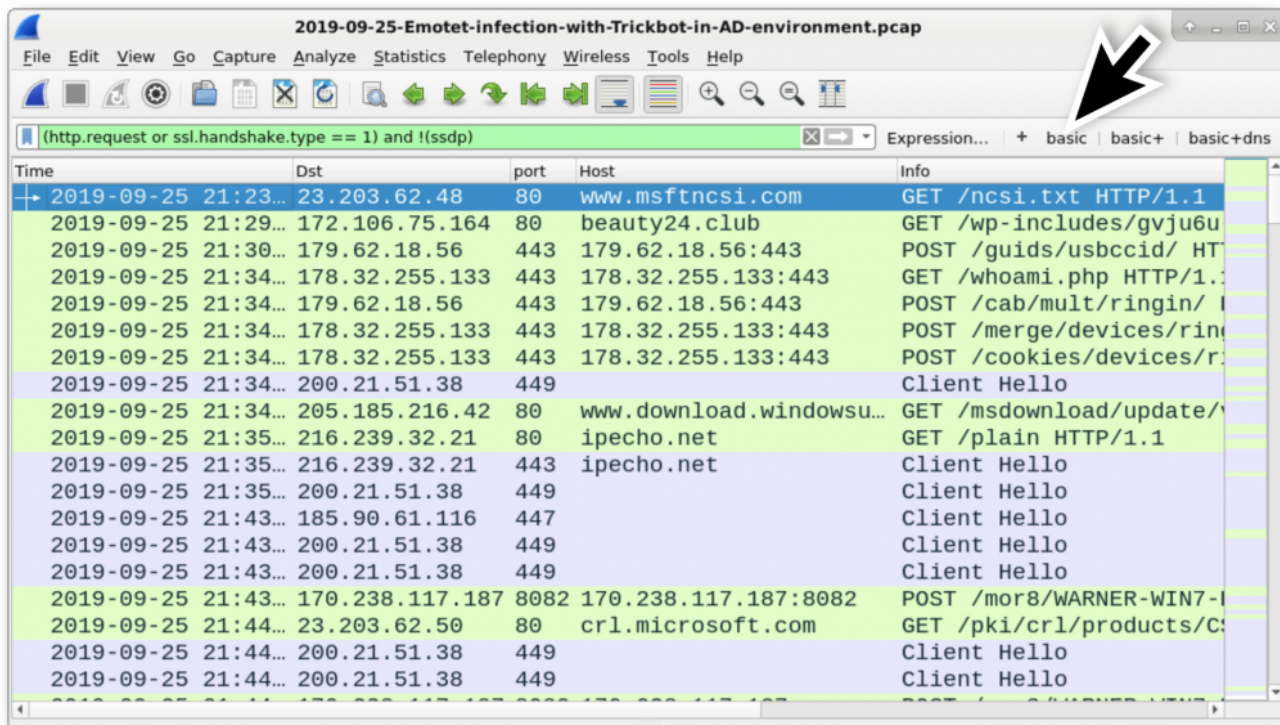 2019-09-25-Emotet-infection-with-Trickbot-in-AD-environment.pcap
File Edit View Go Capture Analyze Statistics Telephony Wireless Tools Help
(http.request or ssl.handshake.type == 1) and !(ssdp) Expression... + basic basic+ basic+dns
Time Dst port Host Info
2019-09-25 21:23… 23.203.62.48 80 www.msftncsi.com GET /ncsi.txt HTTP/1.1
2019-09-25 21:29… 172.106.75.164 80 beauty24.club GET /wp-includes/gvju6u
2019-09-25 21:30… 179.62.18.56 443 179.62.18.56:443 POST /guids/usbccid/ HT
2019-09-25 21:34… 178.32.255.133 443 178.32.255.133:443 GET /whoami.php HTTP/1.
2019-09-25 21:34… 179.62.18.56 443 179.62.18.56:443 POST /cab/mult/ringin/
2019-09-25 21:34… 178.32.255.133 443 178.32.255.133:443 POST /merge/devices/rin
2019-09-25 21:34… 178.32.255.133 443 178.32.255.133:443 POST /cookies/devices/r
2019-09-25 21:34… 200.21.51.38 449 Client Hello
2019-09-25 21:34… 205.185.216.42 80 www.download.windowsu… GET /msdownload/update/
2019-09-25 21:35… 216.239.32.21 80 ipecho.net GET /plain HTTP/1.1
2019-09-25 21:35… 216.239.32.21 443 ipecho.net Client Hello
2019-09-25 21:35… 200.21.51.38 449 Client Hello
2019-09-25 21:43… 185.90.61.116 447 Client Hello
2019-09-25 21:43… 200.21.51.38 449 Client Hello
2019-09-25 21:43… 200.21.51.38 449 Client Hello
2019-09-25 21:43… 170.238.117.187 8082 170.238.117.187:8082 POST /mor8/WARNER-WIN7-
2019-09-25 21:44… 23.203.62.50 80 crl.microsoft.com GET /pki/crl/products/C
2019-09-25 21:44… 200.21.51.38 449 Client Hello
2019-09-25 21:44… 200.21.51.38 449 Client Hello